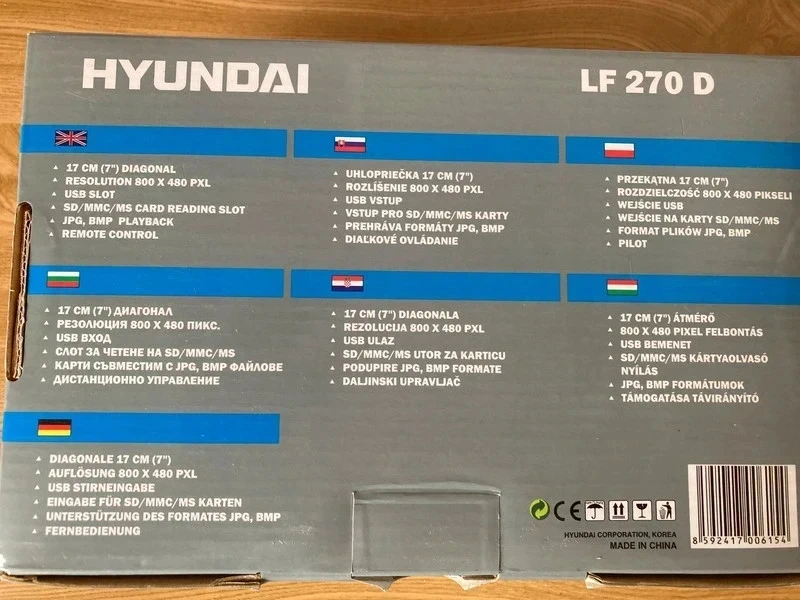 HYUNDAI
LF 270 D
17 CM (7") DIAGONAL
RESOLUTION 800 X 480 PXL
USB SLOT
SD/MMC/MS CARD READING SLOT
JPG, BMP PLAYBACK
REMOTE CONTROL
UHLOPRIEČKA 17 CM (7")
ROZLÍŠENIE 800 X 480 PXL
USB VSTUP
VSTUP PRO SD/MMC/MS KARTY
PREHRÁVA FORMÁTY JPG, BMP
DIALKOVÉ OVLÁDANIE
PRZEKĄTNA 17 CM (7")
ROZDZIELCZOŚĆ 800 X 480 PIKSELI
WEJŚCIE USB
WEJŚCIE NA KARTY SD/MMC/MS
FORMAT PLIKÓW JPG, BMP
PILOT
17 CM (7") ДИАГОНАЛ
РЕЗОЛЮЦИЯ 800 X 480 ПИКС.
USB ВХОД
СЛОТ ЗА ЧЕТЕНЕ НА SD/MMC/MS
КАРТИ СЪВМЕСТИМ С JPG, BMP ФАЙЛОВЕ
ДИСТАНЦИОННО УПРАВЛЕНИЕ
17 CM (7") DIAGONALA
REZOLUCIJA 800 X 480 PXL
USB ULAZ
SD/MMC/MS UTOR ZA KARTICU
PODUPIRE JPG, BMP FORMATE
DALJINSKI UPRAVLJAČ
17 CM (7") ÁTMÉRŐ
800 X 480 PIXEL FELBONTÁS
USB BEMENET
SD/MMC/MS KÁRTYAOLVASÓ
NYÍLÁS
JPG, BMP FORMÁTUMOK
TÁMOGATÁSA TÁVIRÁNYÍTÓ
DIAGONALE 17 CM (7")
AUFLÖSUNG 800 X 480 PXL
USB STIRNEINGABE
EINGABE FÜR SD/MMC/MS KARTEN
UNTERSTÜTZUNG DES FORMATES JPG, BMP
FERNBEDIENUNG
CE
HYUNDAI CORPORATION, KOREA
MADE IN CHINA
8 592417 006154